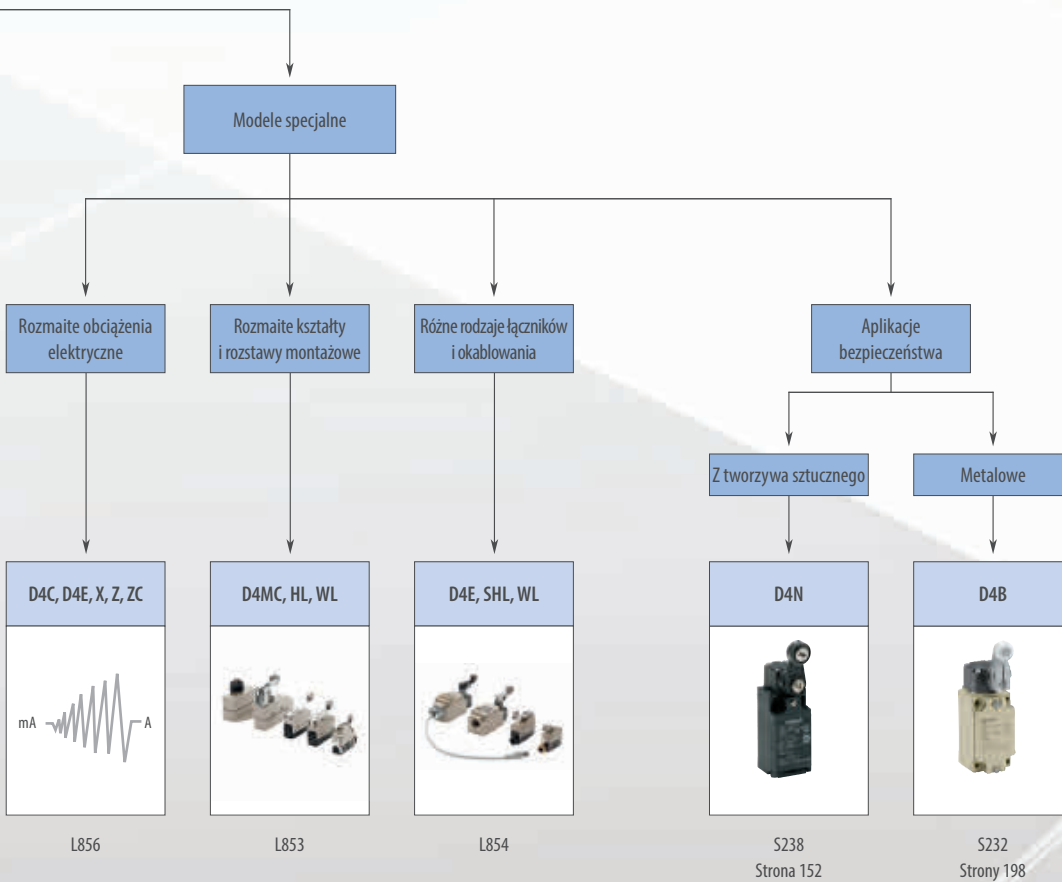 Modele specjalne
Rozmaite obciążenia
elektryczne
Rozmaite kształty
i rozstawy montażowe
Różne rodzaje łączników
i okablowania
Aplikacje
bezpieczeństwa
Z tworzywa sztucznego
Metalowe
D4C, D4E, X, Z, ZC
D4MC, HL, WL
D4E, SHL, WL
D4N
D4B
mA
A
L856
L853
L854
S238
Strona 152
S232
Strony 198